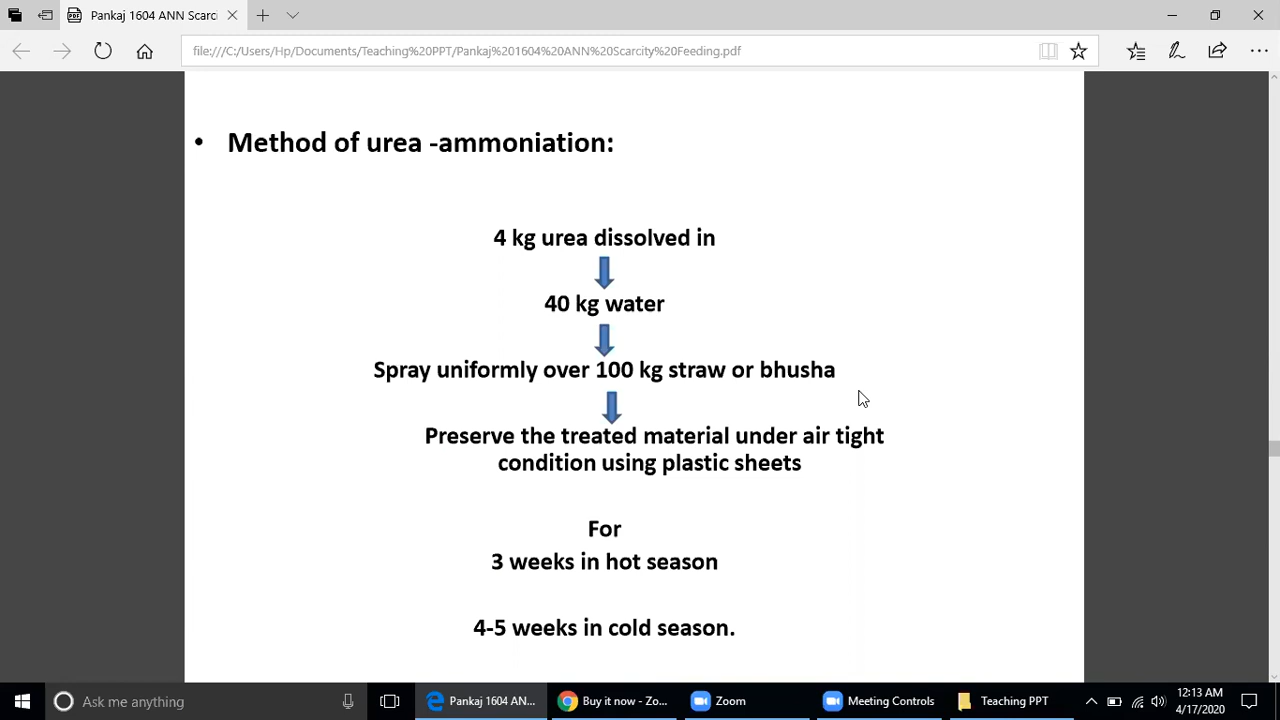 Pankaj 1604 ANN Scarci
file:///C:/Users/Hp/Documents/Teaching%20PPT/Pankaj%201604%20ANN%20Scarcity%20Feeding.pdf
• Method of urea -ammoniation:
4 kg urea dissolved in
40 kg water
Spray uniformly over 100 kg straw or bhusha
Preserve the treated material under air tight
condition using plastic sheets
For
3 weeks in hot season
4-5 weeks in cold season.
Ask me anything
Pankaj 1604 AN...
Buy it now - Zo...
Zoom
Meeting Controls
Teaching PPT
12:13 AM
4/17/2020